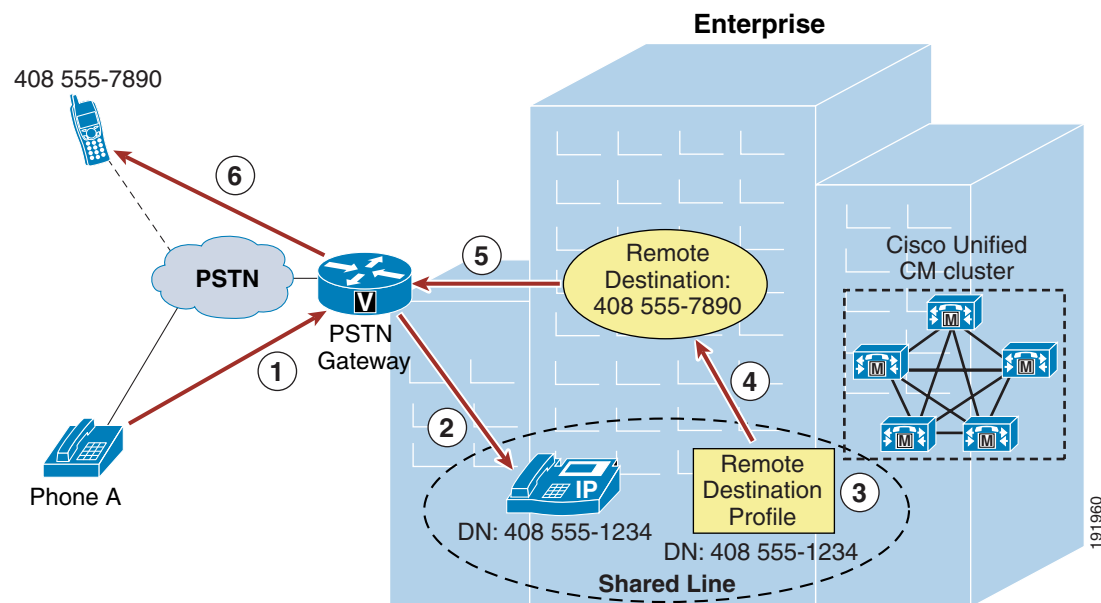 Enterprise
408 555-7890
6
5
Remote
Destination:
408 555-7890
Cisco Unified
CM cluster
M
M
M
M
M
PSTN
V
PSTN
Gateway
1
4
2
IP
Remote
Destination
Profile
3
Phone A
DN: 408 555-1234
DN: 408 555-1234
Shared Line
191960